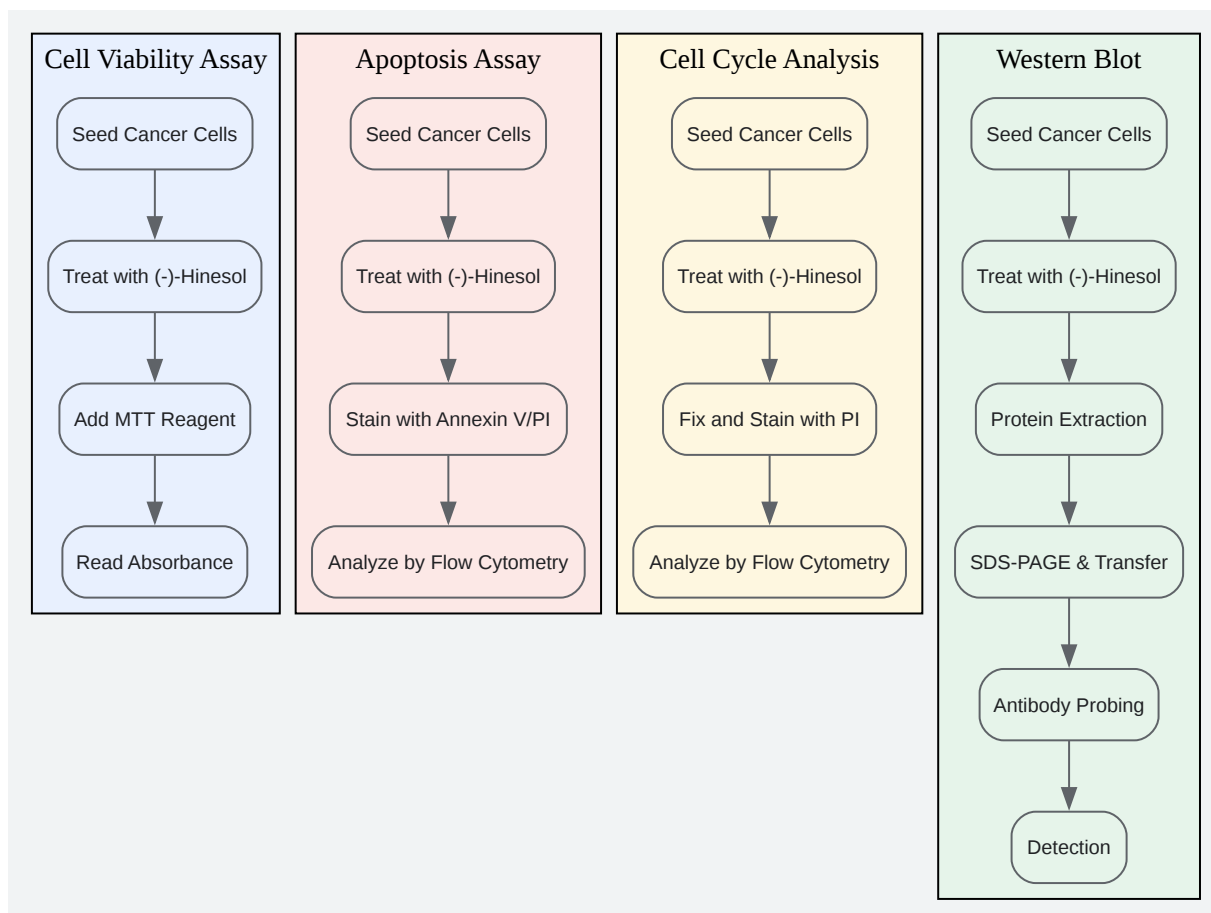 Cell Viability Assay
Seed Cancer Cells
Treat with (-)-Hinesol
Add MTT Reagent
Read Absorbance
Apoptosis Assay
Seed Cancer Cells
Treat with (-)-Hinesol
Stain with Annexin V/PI
Analyze by Flow Cytometry
Cell Cycle Analysis
Seed Cancer Cells
Treat with (-)-Hinesol
Fix and Stain with PI
Analyze by Flow Cytometry
Western Blot
Seed Cancer Cells
Treat with (-)-Hinesol
Protein Extraction
SDS-PAGE & Transfer
Antibody Probing
Detection